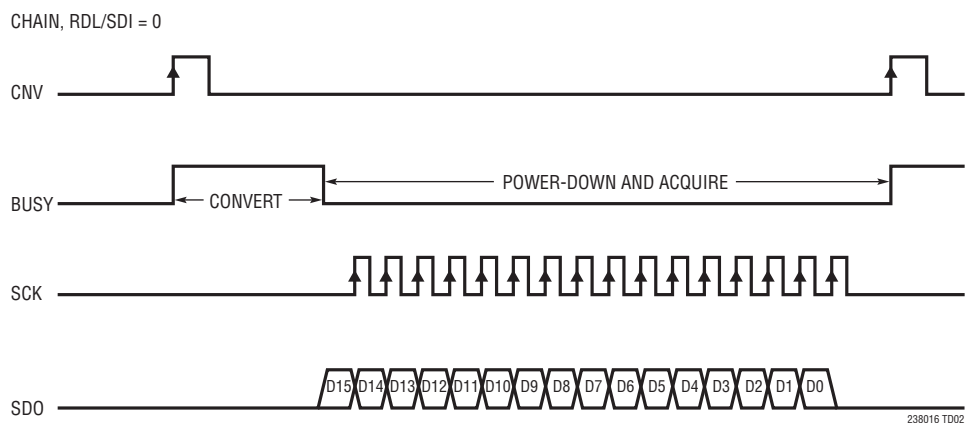 CHAIN, RDL/SDI = 0
CNV
BUSY
CONVERT
POWER-DOWN AND ACQUIRE
SCK
SDO
D15 D14 D13 D12 D11 D10 D9 D8 D7 D6 D5 D4 D3 D2 D1 D0
238016 TD02